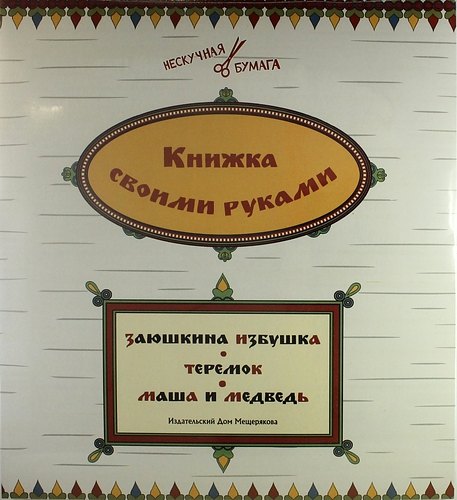 НЕСКУЧНАЯ
БУМАГА
Книжка
своими руками
ЗАЮШКИНА ИЗБУШКА
ТЕРЕМОК
МАША И МЕДВЕДЬ
Издательский Дом Мещерякова